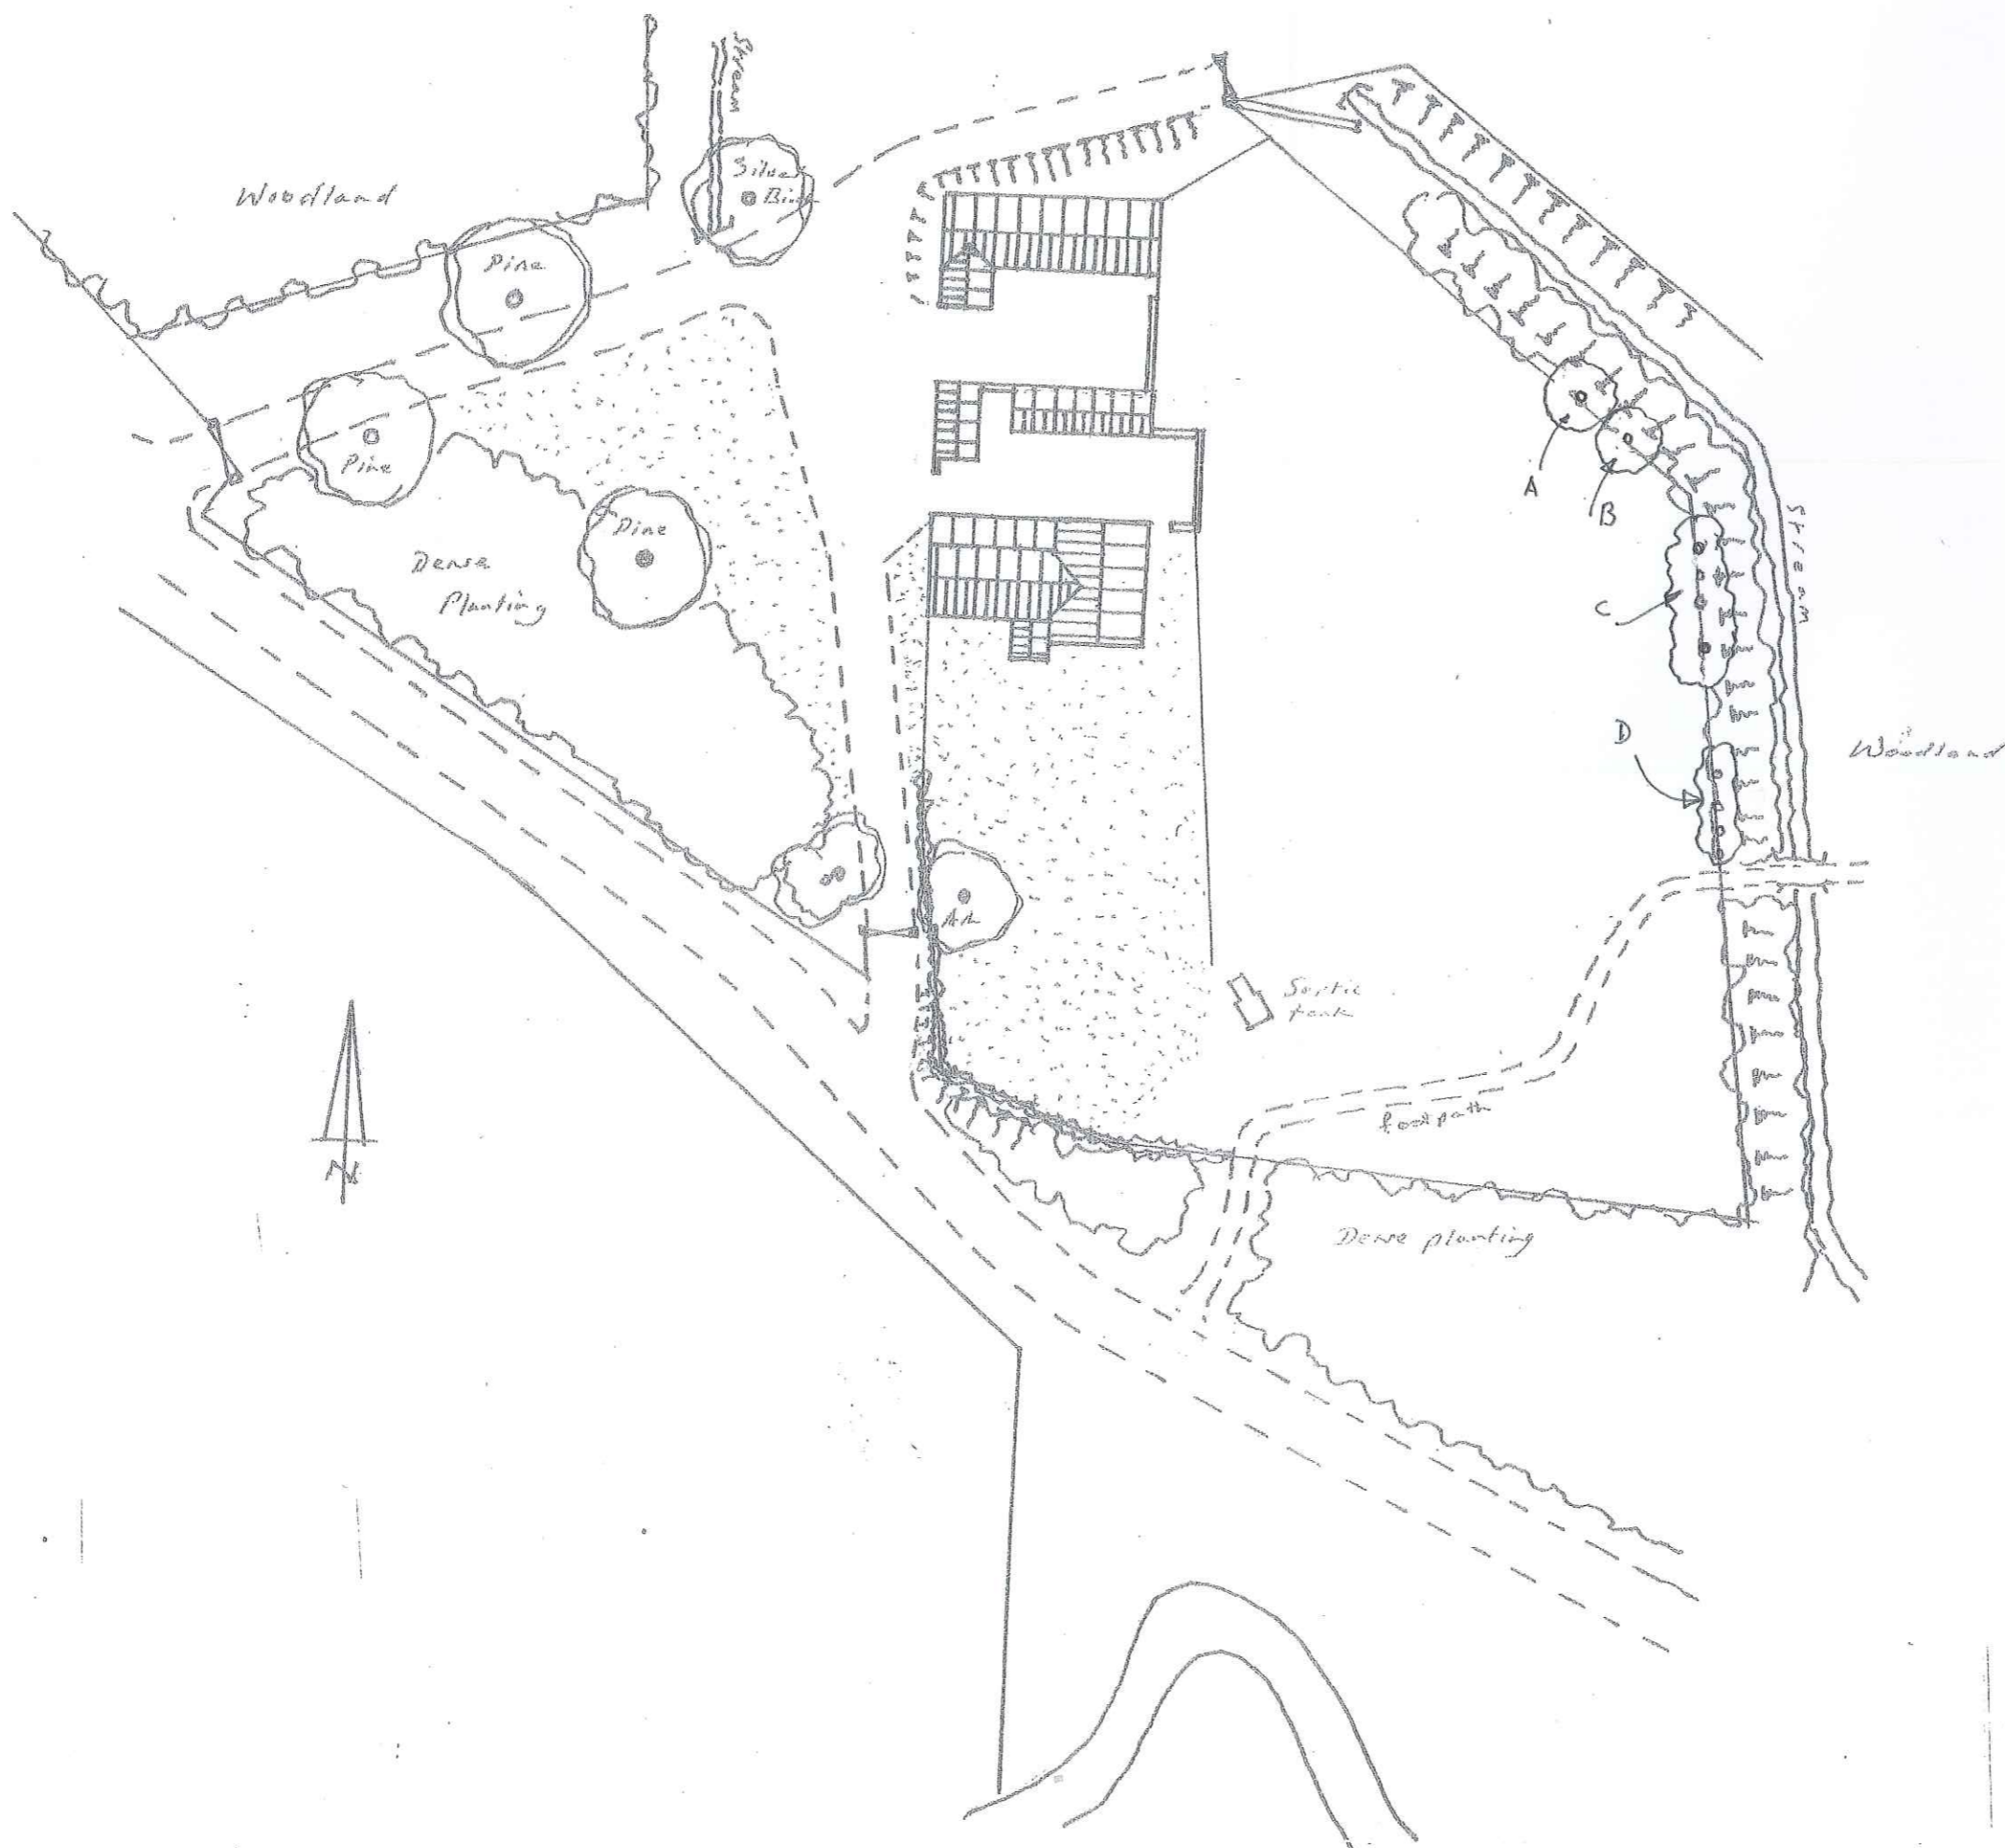 Stream
Woodland
Silver
Birch
Pine
Pine
Pine
Dense
Planting
A
B
Stream
C
D
Woodland
Ash
Septic
tank
footpath
N
Dense planting